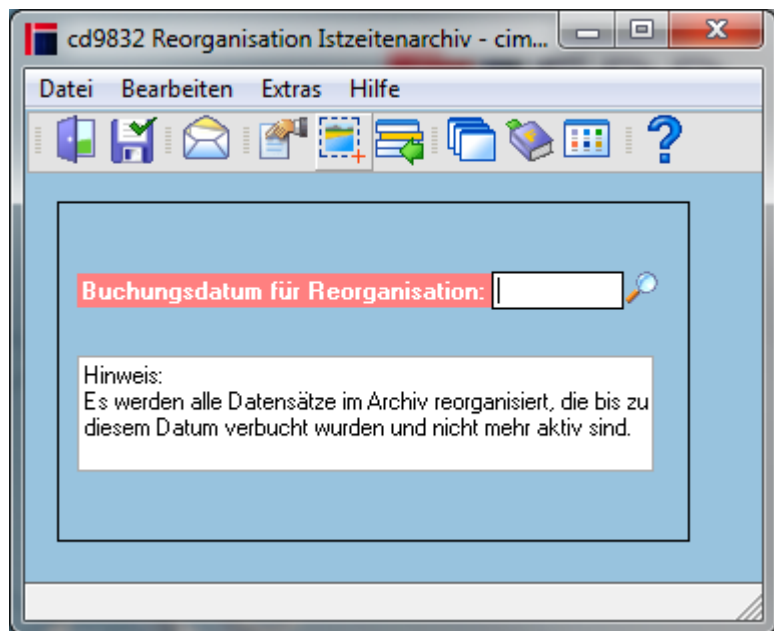 cd9832 Reorganisation Istzeitenarchiv - cim...
Datei Bearbeiten Extras Hilfe
Buchungsdatum für Reorganisation:
Hinweis:
Es werden alle Datensätze im Archiv reorganisiert, die bis zu
diesem Datum verbucht wurden und nicht mehr aktiv sind.